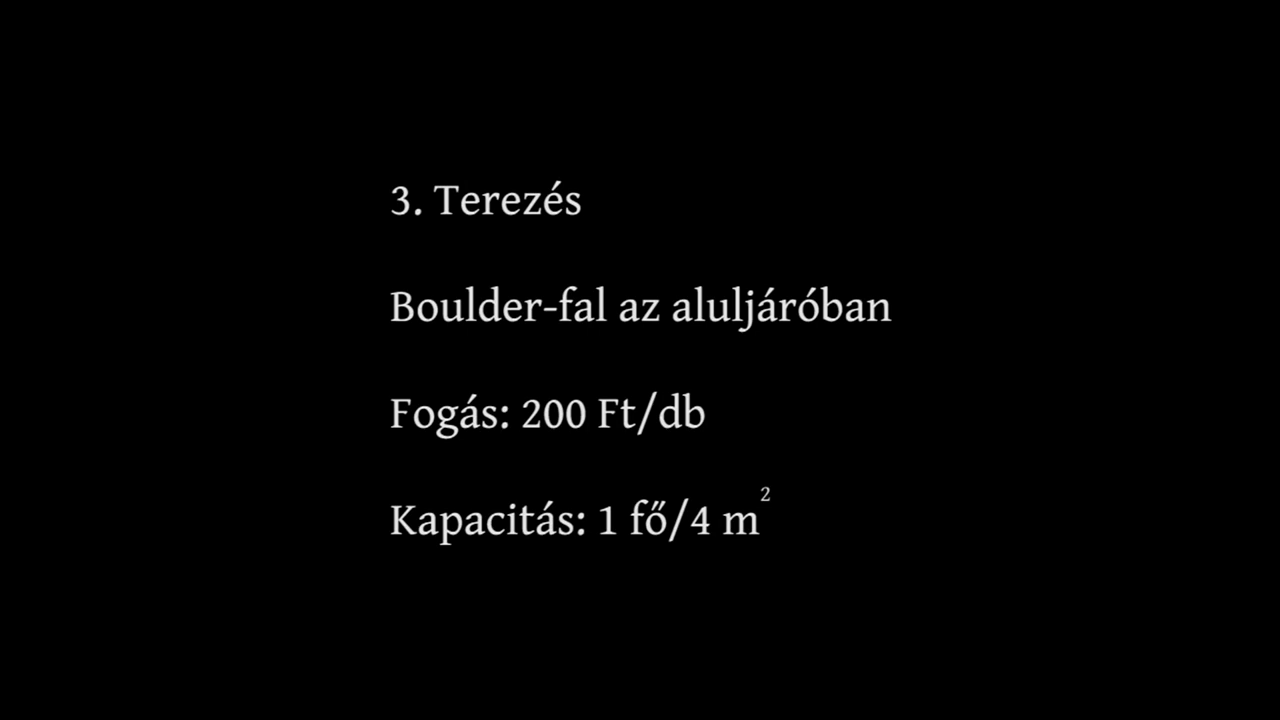 3. Terezés
Boulder-fal az aluljáróban
Fogás: 200 Ft/db
Kapacitás: 1 fő/4 m²